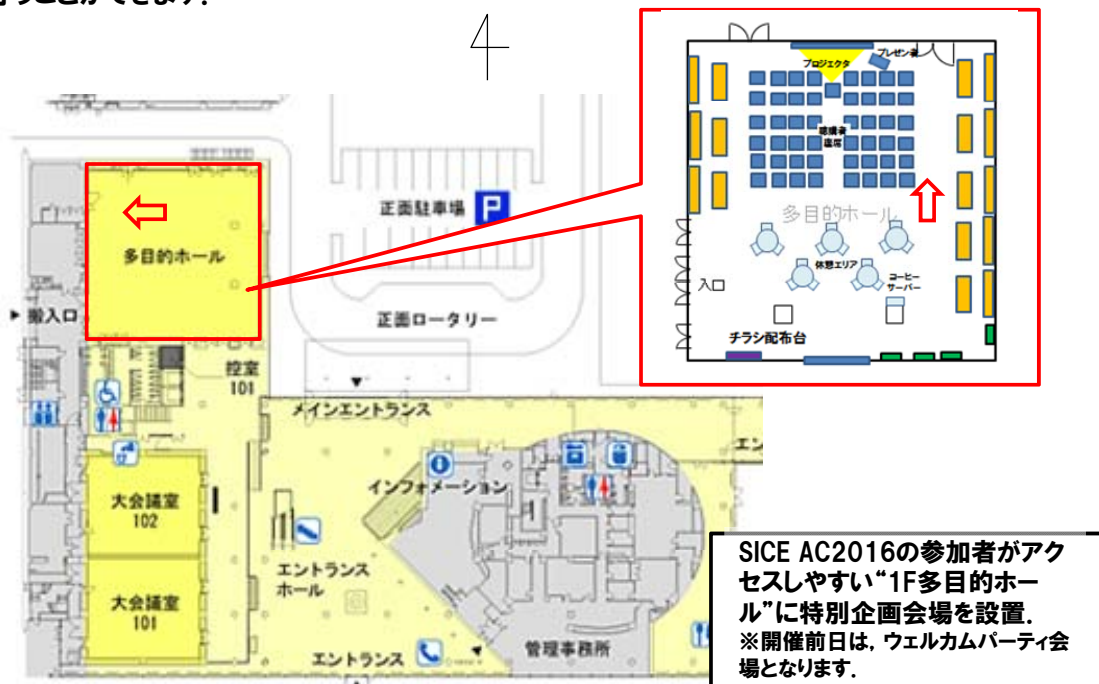 行うことができます.
4
プロジェクタ
プレゼン者
聴講者
座席
多目的ホール
休憩エリア
コーヒー
サーバー
入口
チラシ配布台
正面駐車場
P
多目的ホール
搬入口
正面ロータリー
控室
101
メインエントランス
インフォメーション
大会議室
102
エントランス
ホール
大会議室
101
エントランス
管理事務所
SICE AC2016の参加者がアク
セスしやすい“1F多目的ホー
ル”に特別企画会場を設置.
※開催前日は, ウェルカムパーティ会
場となります.